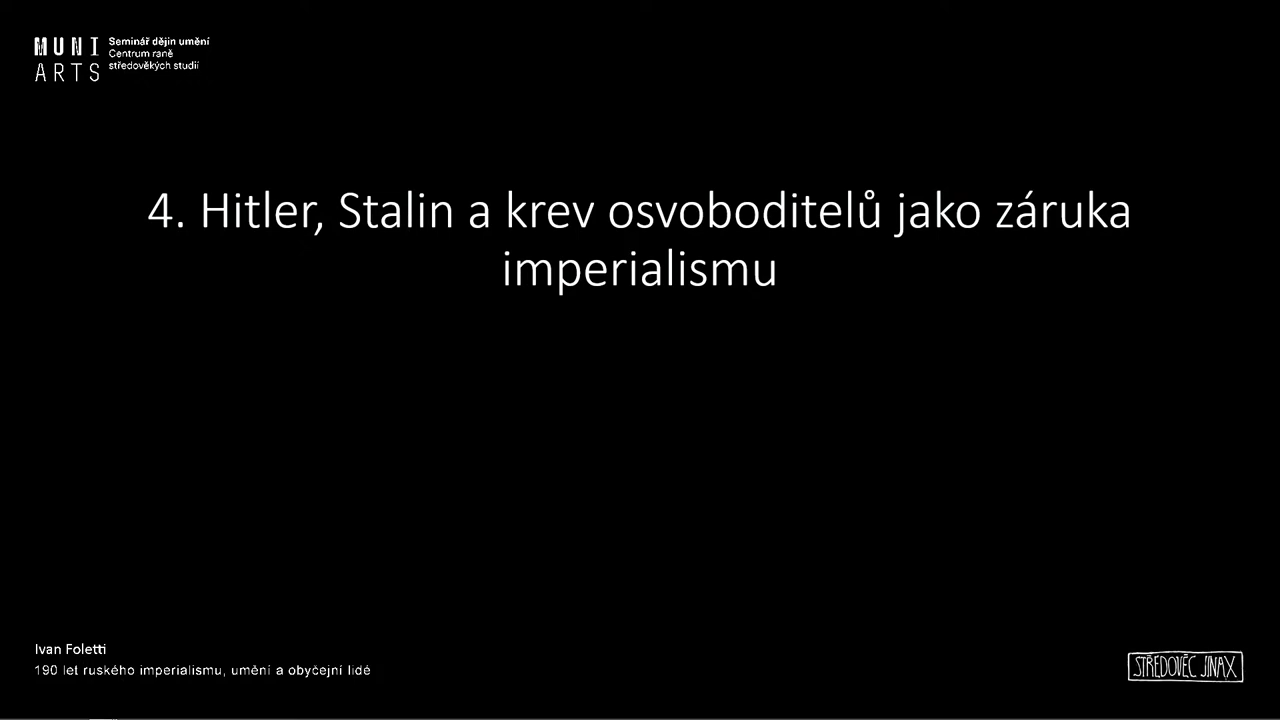 MUNI
ARTS
Seminář dějin umění
Centrum raně
středověkých studií
4. Hitler, Stalin a krev osvoboditelů jako záruka
imperialismu
Ivan Foletti
190 let ruského imperialismu, umění a obyčejní lidé
STŘEDOVĚC JINAX